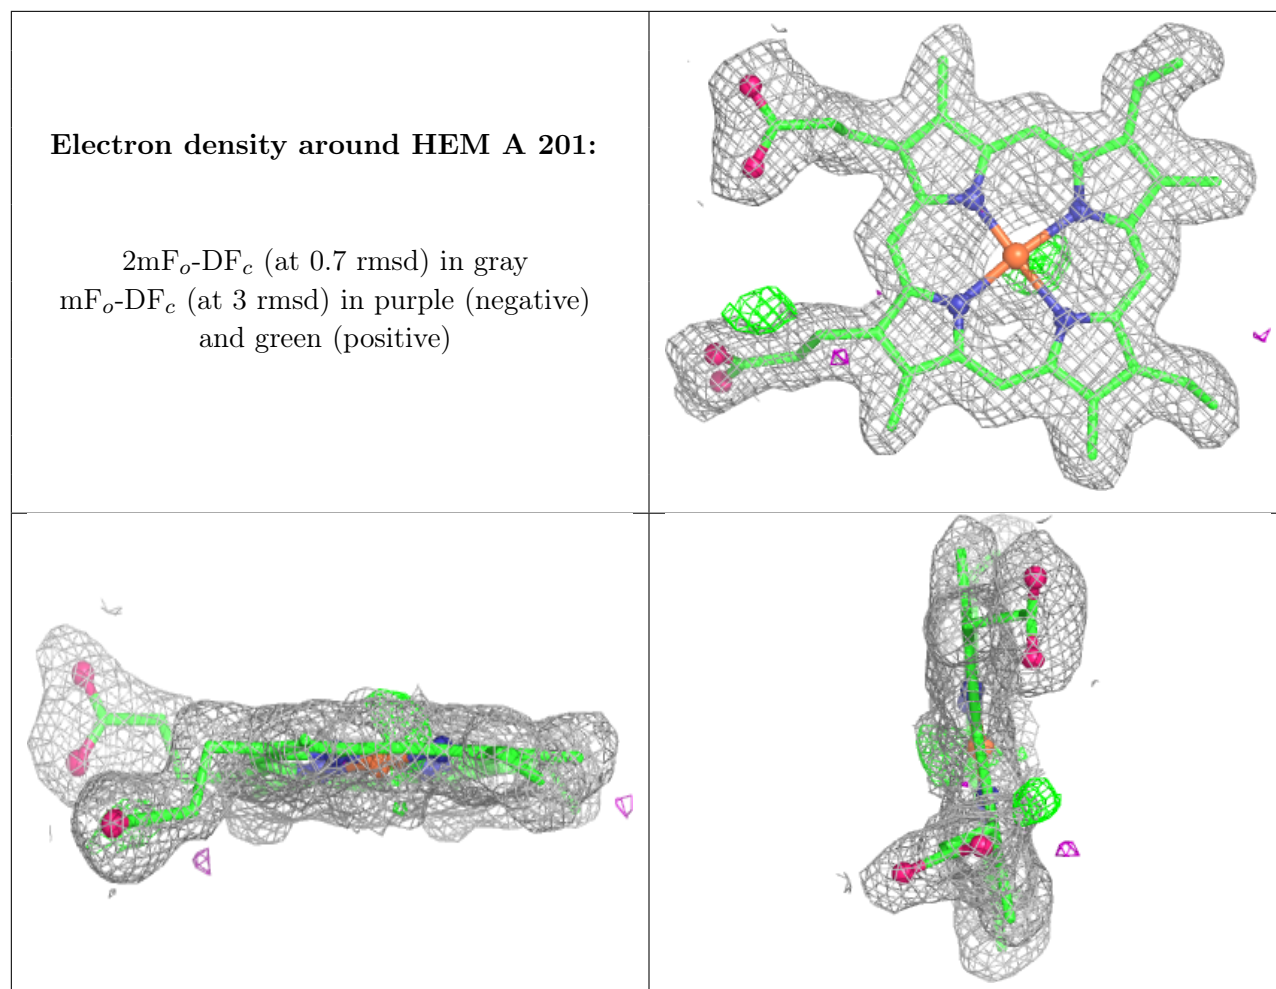 Electron density around HEM A 201:
2mFo-DFc (at 0.7 rmsd) in gray
mFo-DFc (at 3 rmsd) in purple (negative)
and green (positive)